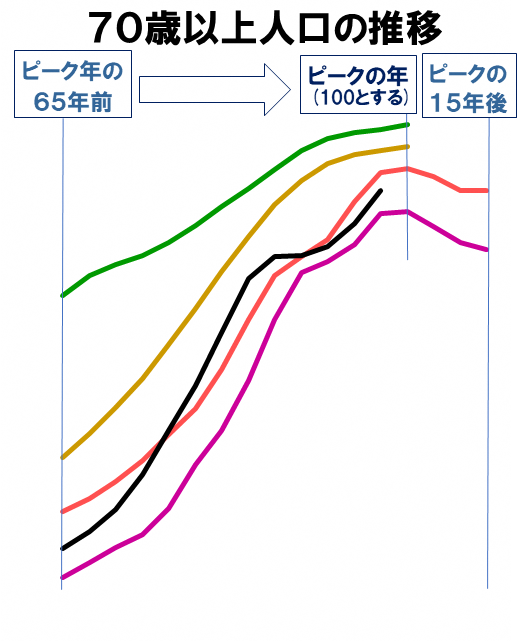 70歳以上人口の推移
ピーク年の
65年前
ピークの年
(100とする)
ピークの
15年後